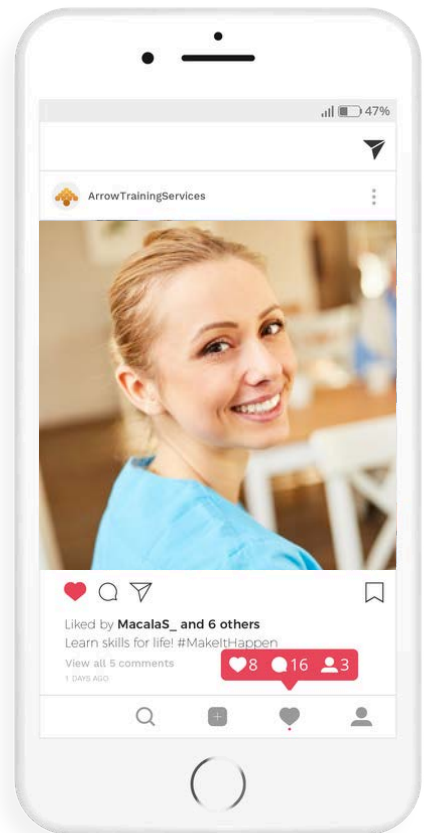 47%
ArrowTrainingServices
Liked by MacalaS_ and 6 others
Learn skills for life! #MakeItHappen
View all 5 comments
1 DAYS AGO
8 16 3